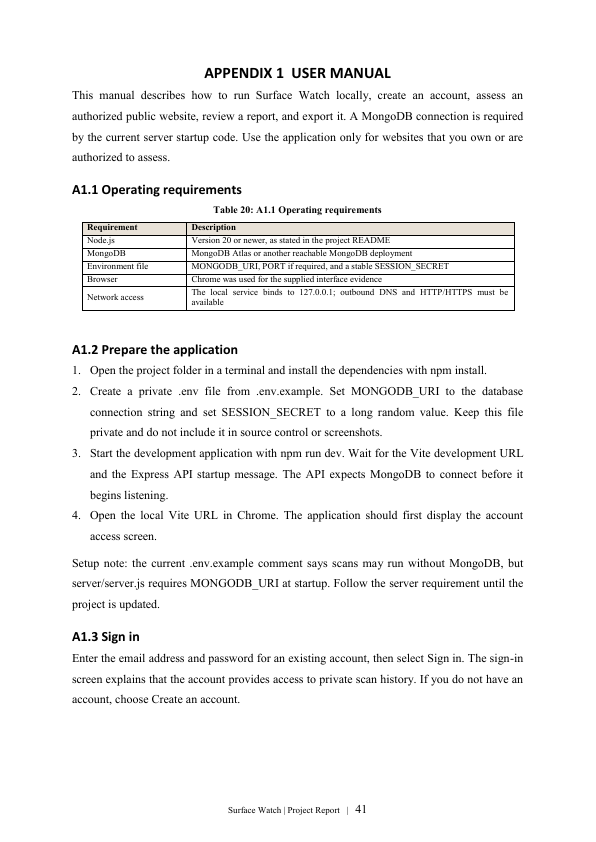 APPENDIX 1  USER MANUAL
This manual describes how to run Surface Watch locally, create an account, assess an
authorized public website, review a report, and export it. A MongoDB connection is required
by the current server startup code. Use the application only for websites that you own or are
authorized to assess.
A1.1 Operating requirements
Table 20: A1.1 Operating requirements
Requirement Description
Node.js Version 20 or newer, as stated in the project README
MongoDB MongoDB Atlas or another reachable MongoDB deployment
Environment file MONGODB_URI, PORT if required, and a stable SESSION_SECRET
Browser Chrome was used for the supplied interface evidence
Network access The local service binds to 127.0.0.1; outbound DNS and HTTP/HTTPS must be
available
A1.2 Prepare the application
1. Open the project folder in a terminal and install the dependencies with npm install.
2. Create a private .env file from .env.example. Set MONGODB_URI to the database
connection string and set SESSION_SECRET to a long random value. Keep this file
private and do not include it in source control or screenshots.
3. Start the development application with npm run dev. Wait for the Vite development URL
and the Express API startup message. The API expects MongoDB to connect before it
begins listening.
4. Open the local Vite URL in Chrome. The application should first display the account
access screen.
Setup note: the current .env.example comment says scans may run without MongoDB, but
server/server.js requires MONGODB_URI at startup. Follow the server requirement until the
project is updated.
A1.3 Sign in
Enter the email address and password for an existing account, then select Sign in. The sign-in
screen explains that the account provides access to private scan history. If you do not have an
account, choose Create an account.
Surface Watch | Project Report | 41